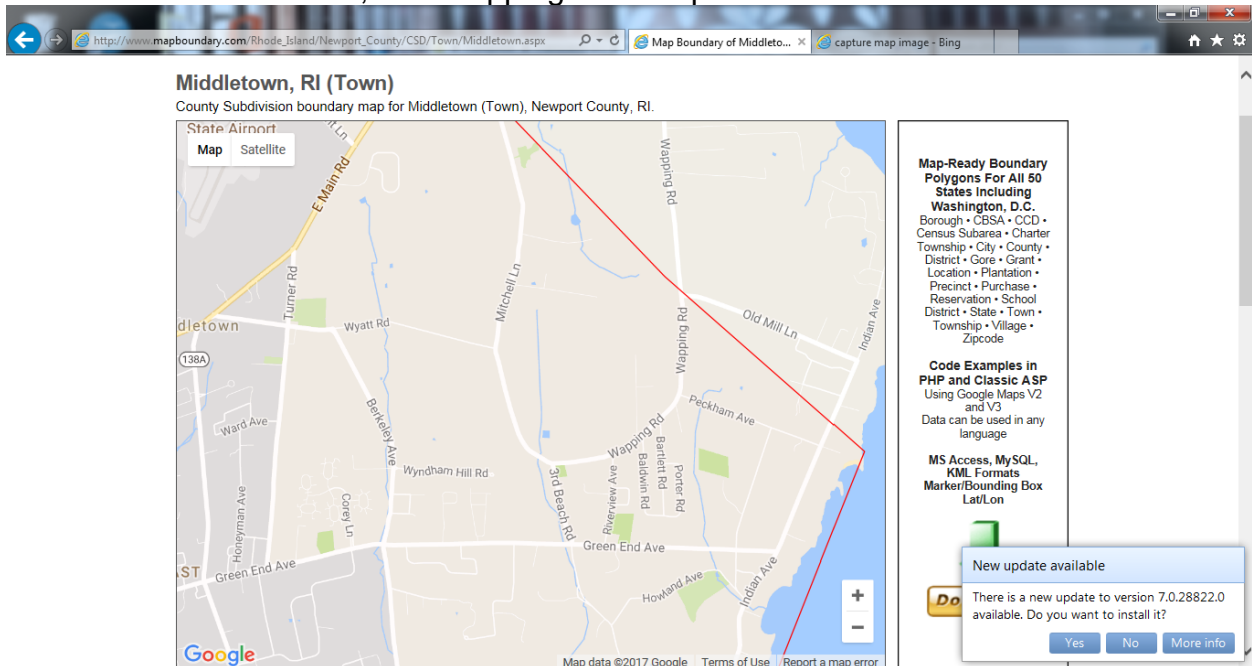 http://www.mapboundary.com/Rhode_Island/Newport_County/CSD/Town/Middletown.aspx
Map Boundary of Middleto...
capture map image - Bing
Middletown, RI (Town)
County Subdivision boundary map for Middletown (Town), Newport County, RI.
State Airport
Map Satellite
E Main Rd
Wapping Rd
Turner Rd
Mitchell Ln
Old Mill Ln
Indian Ave
dletown
Wyatt Rd
Wapping Rd
138A
Peckham Ave
Ward Ave
Berkeley Ave
Wapping Rd
Bartlett Rd
Baldwin Rd
Porter Rd
Riverview Ave
Wyndham Hill Rd
3rd Beach Rd
Honeyman Ave
Corey Ln
Green End Ave
AST
Green End Ave
Howland Ave
Indian Ave
Google
Map data ©2017 Google Terms of Use Report a map error
Map-Ready Boundary
Polygons For All 50
States Including
Washington, D.C.
Borough • CBSA • CCD •
Census Subarea • Charter
Township • City • County •
District • Gore • Grant •
Location • Plantation •
Precinct • Purchase •
Reservation • School
District • State • Town •
Township • Village •
Zipcode
Code Examples in
PHP and Classic ASP
Using Google Maps V2
and V3
Data can be used in any
language
MS Access, MySQL,
KML Formats
Marker/Bounding Box
Lat/Lon
Do
New update available
There is a new update to version 7.0.28822.0
available. Do you want to install it?
Yes No More info